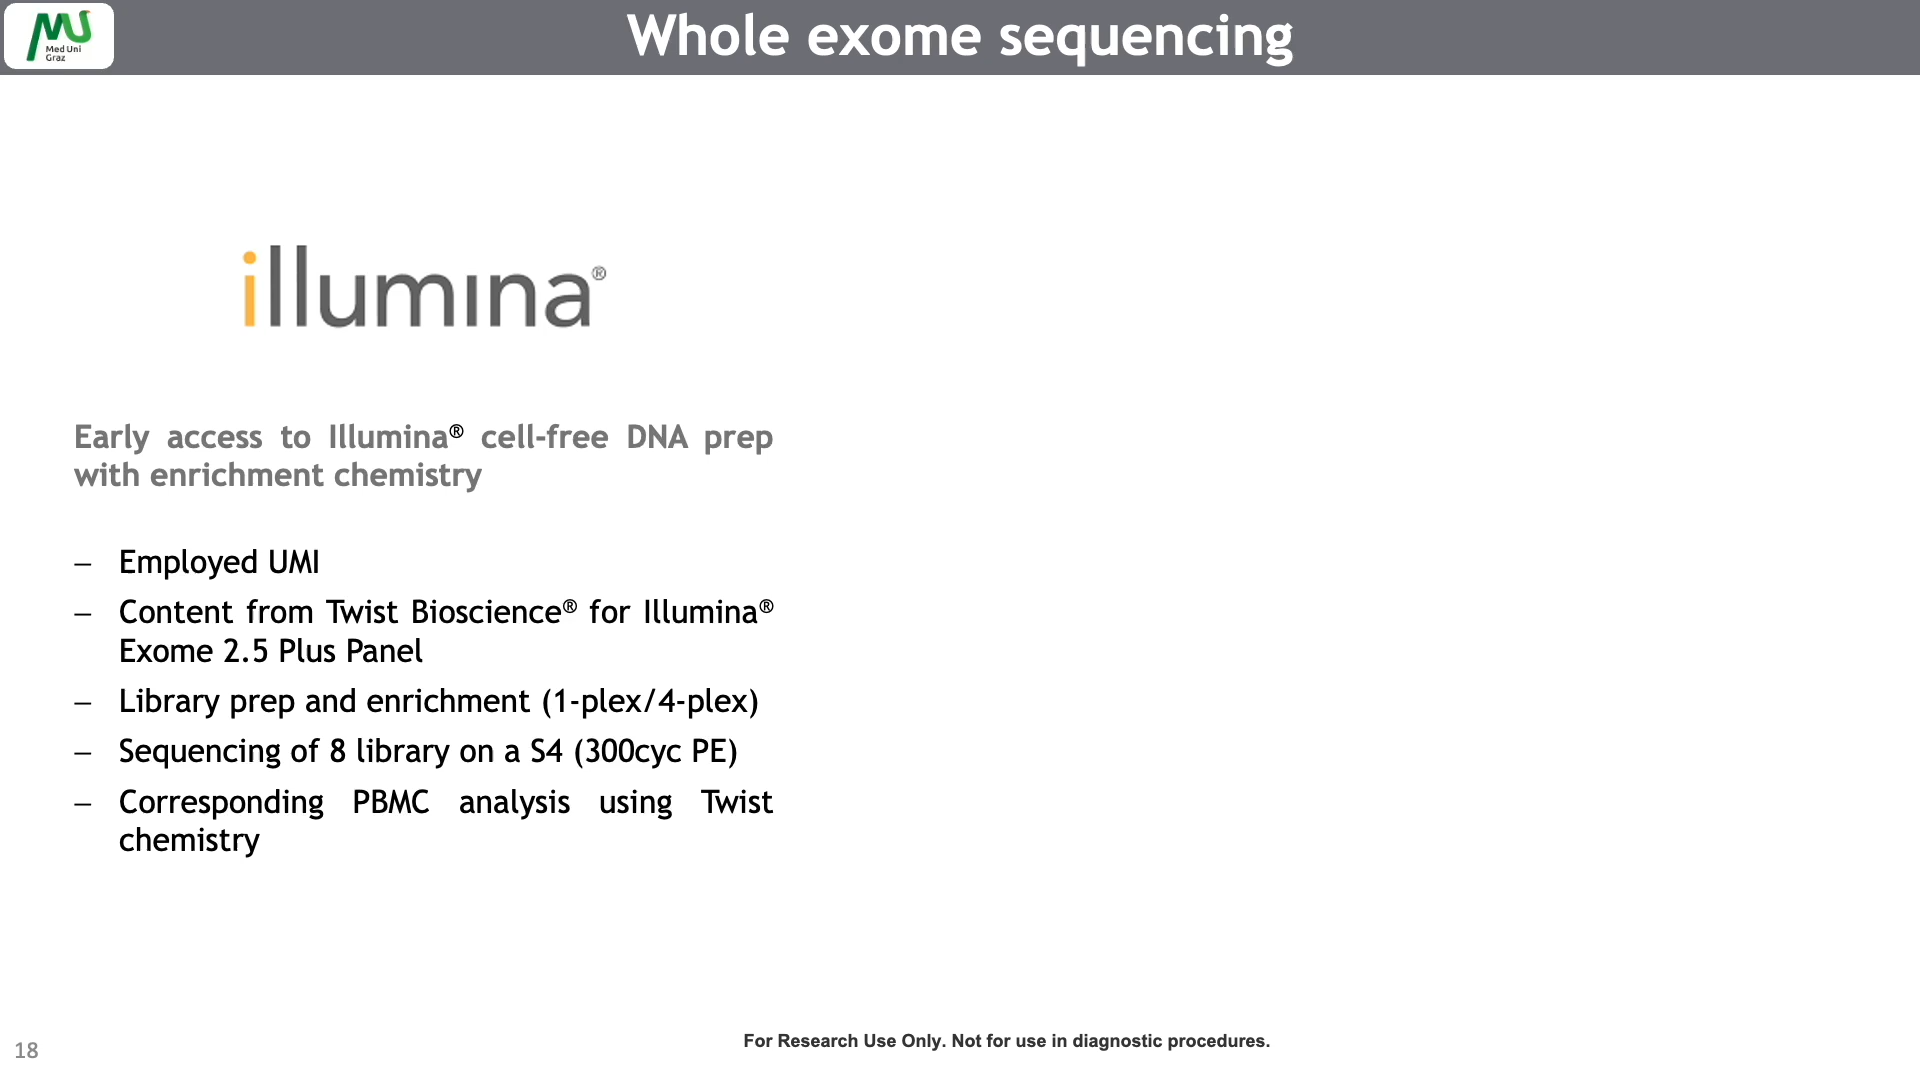 Med Uni
Graz
Whole exome sequencing
illumina®
Early access to Illumina® cell-free DNA prep
with enrichment chemistry
– Employed UMI
– Content from Twist Bioscience® for Illumina®
Exome 2.5 Plus Panel
– Library prep and enrichment (1-plex/4-plex)
– Sequencing of 8 library on a S4 (300cyc PE)
– Corresponding PBMC analysis using Twist
chemistry
For Research Use Only. Not for use in diagnostic procedures.
18